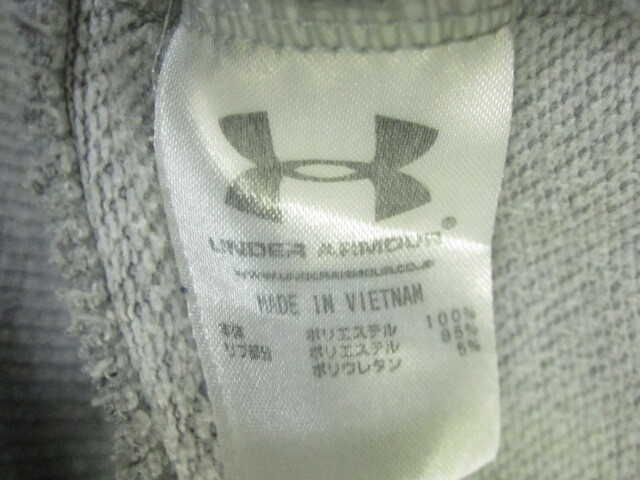 UNDER ARMOUR
WWW.UNDERARMOUR.CO.JP
MADE IN VIETNAM
本体 ポリエステル 100%
リブ部分 ポリエステル 95%
ポリウレタン 5%